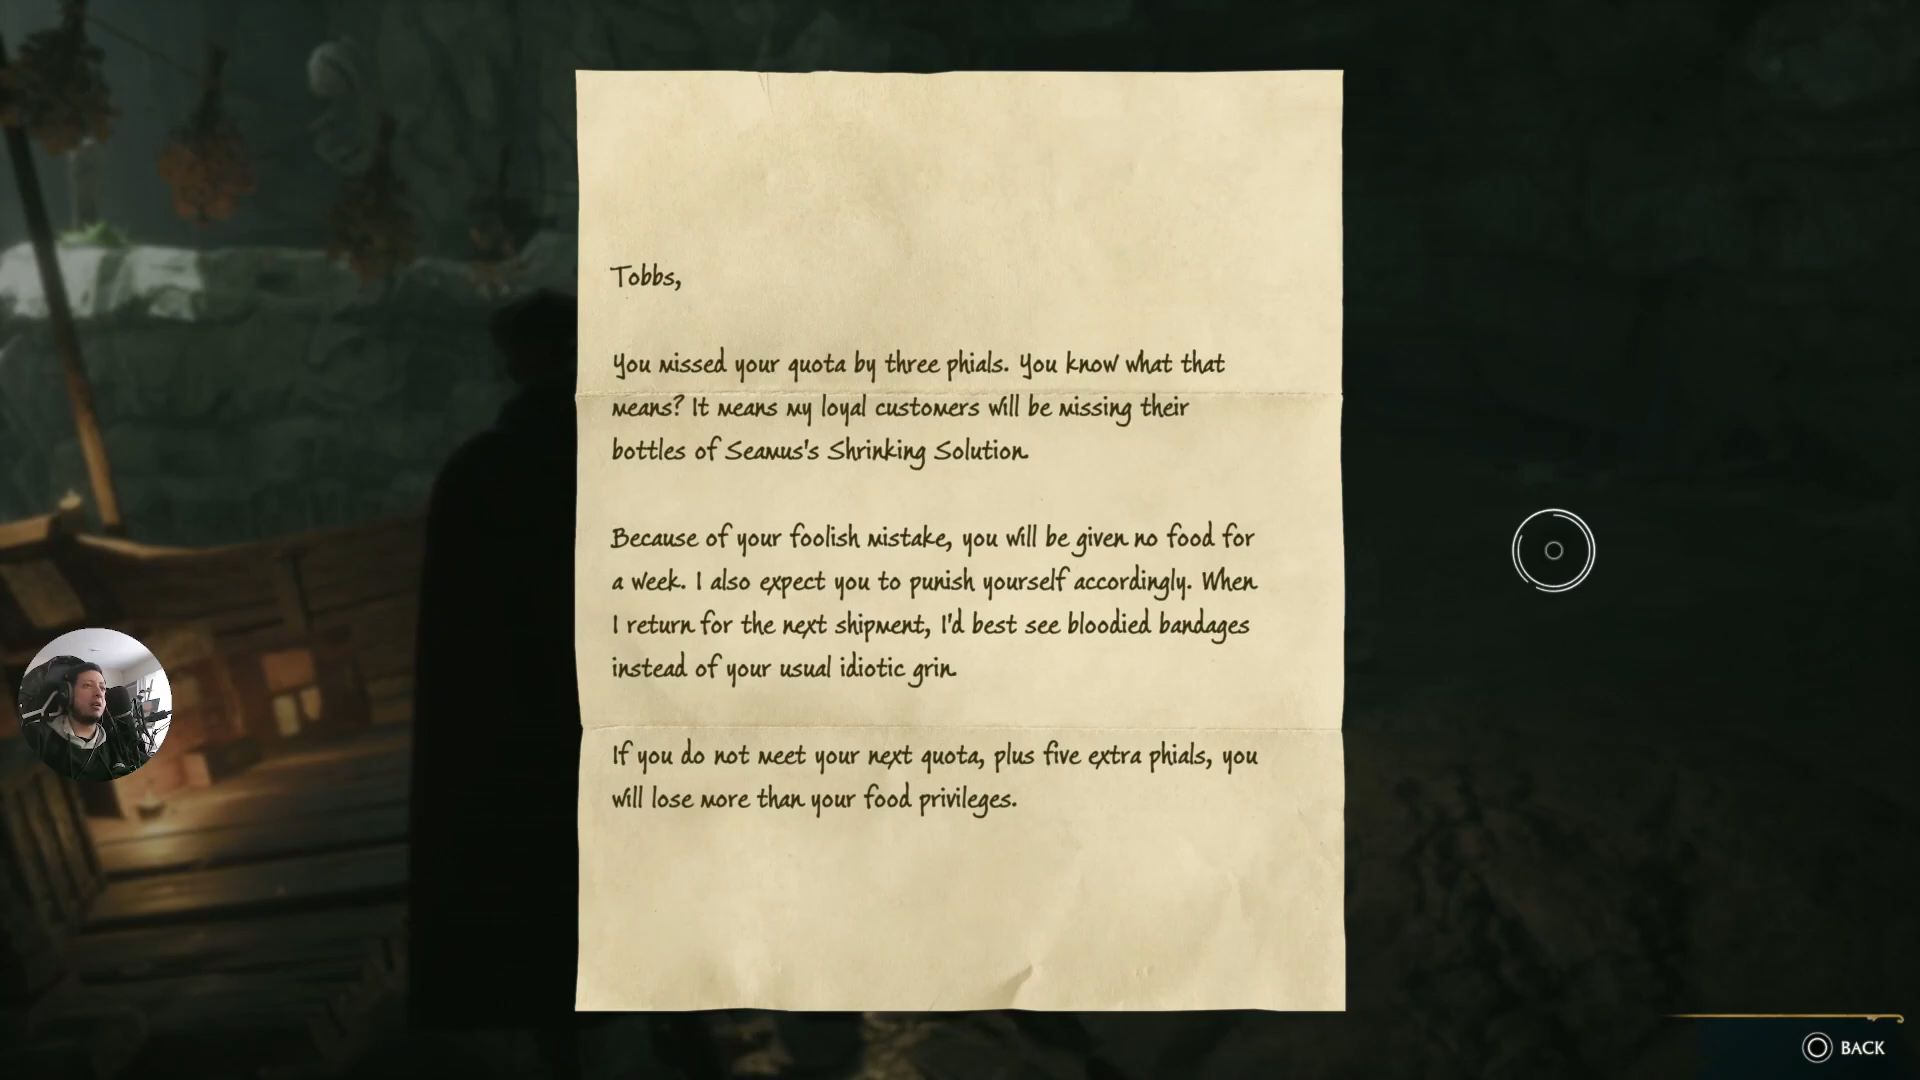 Tobbs,
You missed your quota by three phials. You know what that
means? It means my loyal customers will be missing their
bottles of Seamus's Shrinking Solution.
Because of your foolish mistake, you will be given no food for
a week. I also expect you to punish yourself accordingly. When
I return for the next shipment, I'd best see bloodied bandages
instead of your usual idiotic grin.
If you do not meet your next quota, plus five extra phials, you
will lose more than your food privileges.
BACK